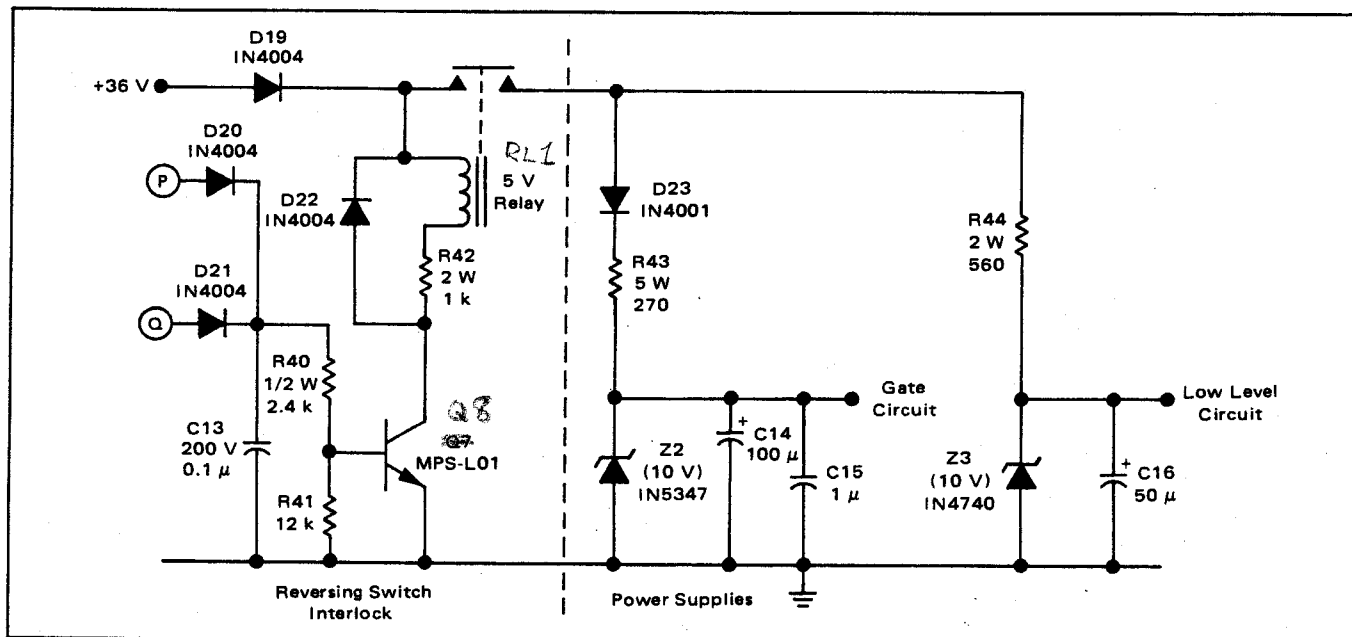 D19
IN4004
+36 V
D20
IN4004
P
D22
IN4004
RL1
5 V
Relay
R42
2 W
1 k
D21
IN4004
Q
R40
1/2 W
2.4 k
C13
200 V
0.1 μ
R41
12 k
Q8
Q7
MPS-L01
Reversing Switch
Interlock
D23
IN4001
R43
5 W
270
R44
2 W
560
Gate
Circuit
Low Level
Circuit
Z2
(10 V)
IN5347
+
C14
100 μ
C15
1 μ
Z3
(10 V)
IN4740
+
C16
50 μ
Power Supplies